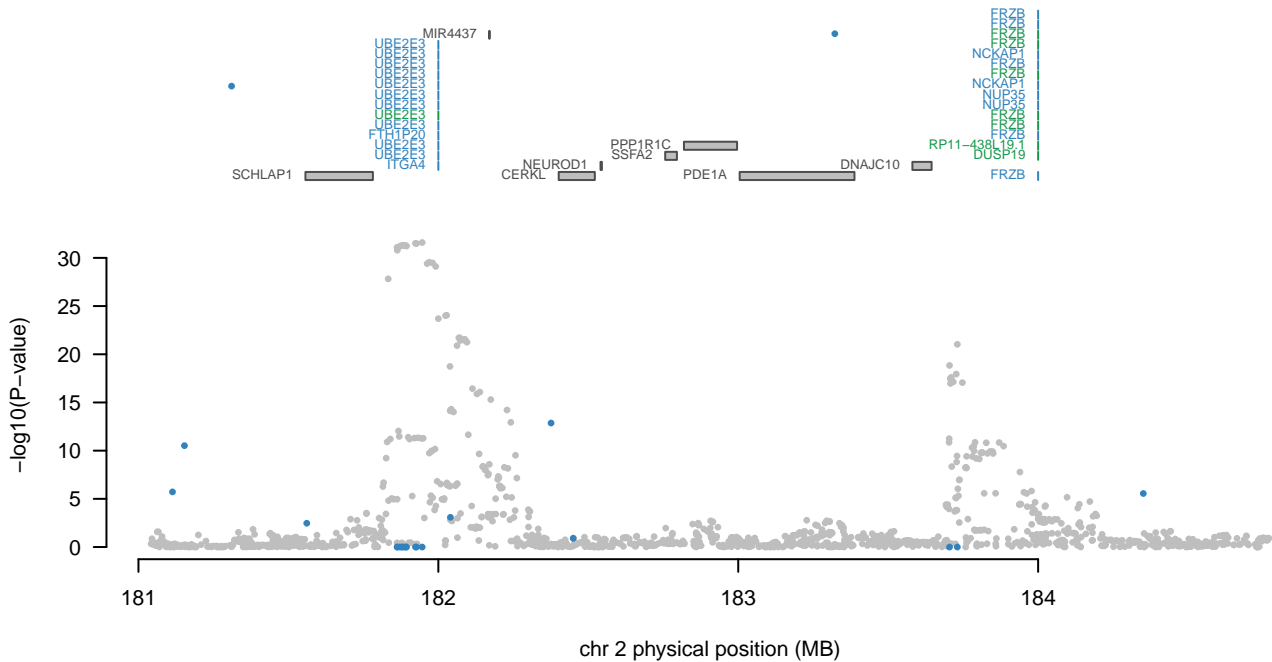 FRZB
FRZB
MIR4437 FRZB
UBE2E3 FRZB
UBE2E3 NCKAP1
UBE2E3 FRZB
UBE2E3 FRZB
UBE2E3 NCKAP1
UBE2E3 NUP35
UBE2E3 NUP35
UBE2E3 FRZB
UBE2E3 FRZB
FTH1P20 FRZB
UBE2E3 PPP1R1C RP11−438L19.1
UBE2E3 SSFA2 DUSP19
ITGA4 NEUROD1 DNAJC10
SCHLAP1 CERKL PDE1A FRZB
−log10(P−value)
30
25
20
15
10
5
0
181 182 183 184
chr 2 physical position (MB)